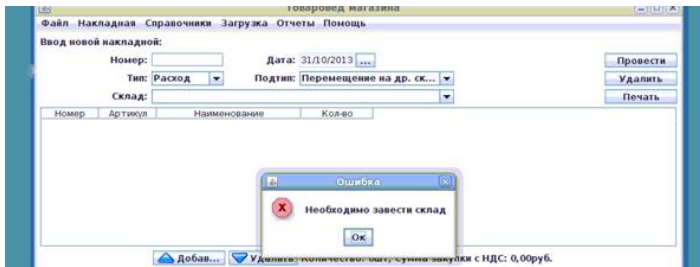 Товаровед магазина
Файл Накладная Справочники Загрузка Отчеты Помощь
Ввод новой накладной:
Номер: Дата: 31/10/2013 ... Провести
Тип: Расход Подтип: Перемещение на др. ск... Удалить
Склад: Печать
Номер Артикул Наименование Кол-во
Ошибка
Необходимо завести склад
Ок
Добав... Удалить Количество: 0шт, Сумма закупки с НДС: 0,00руб.